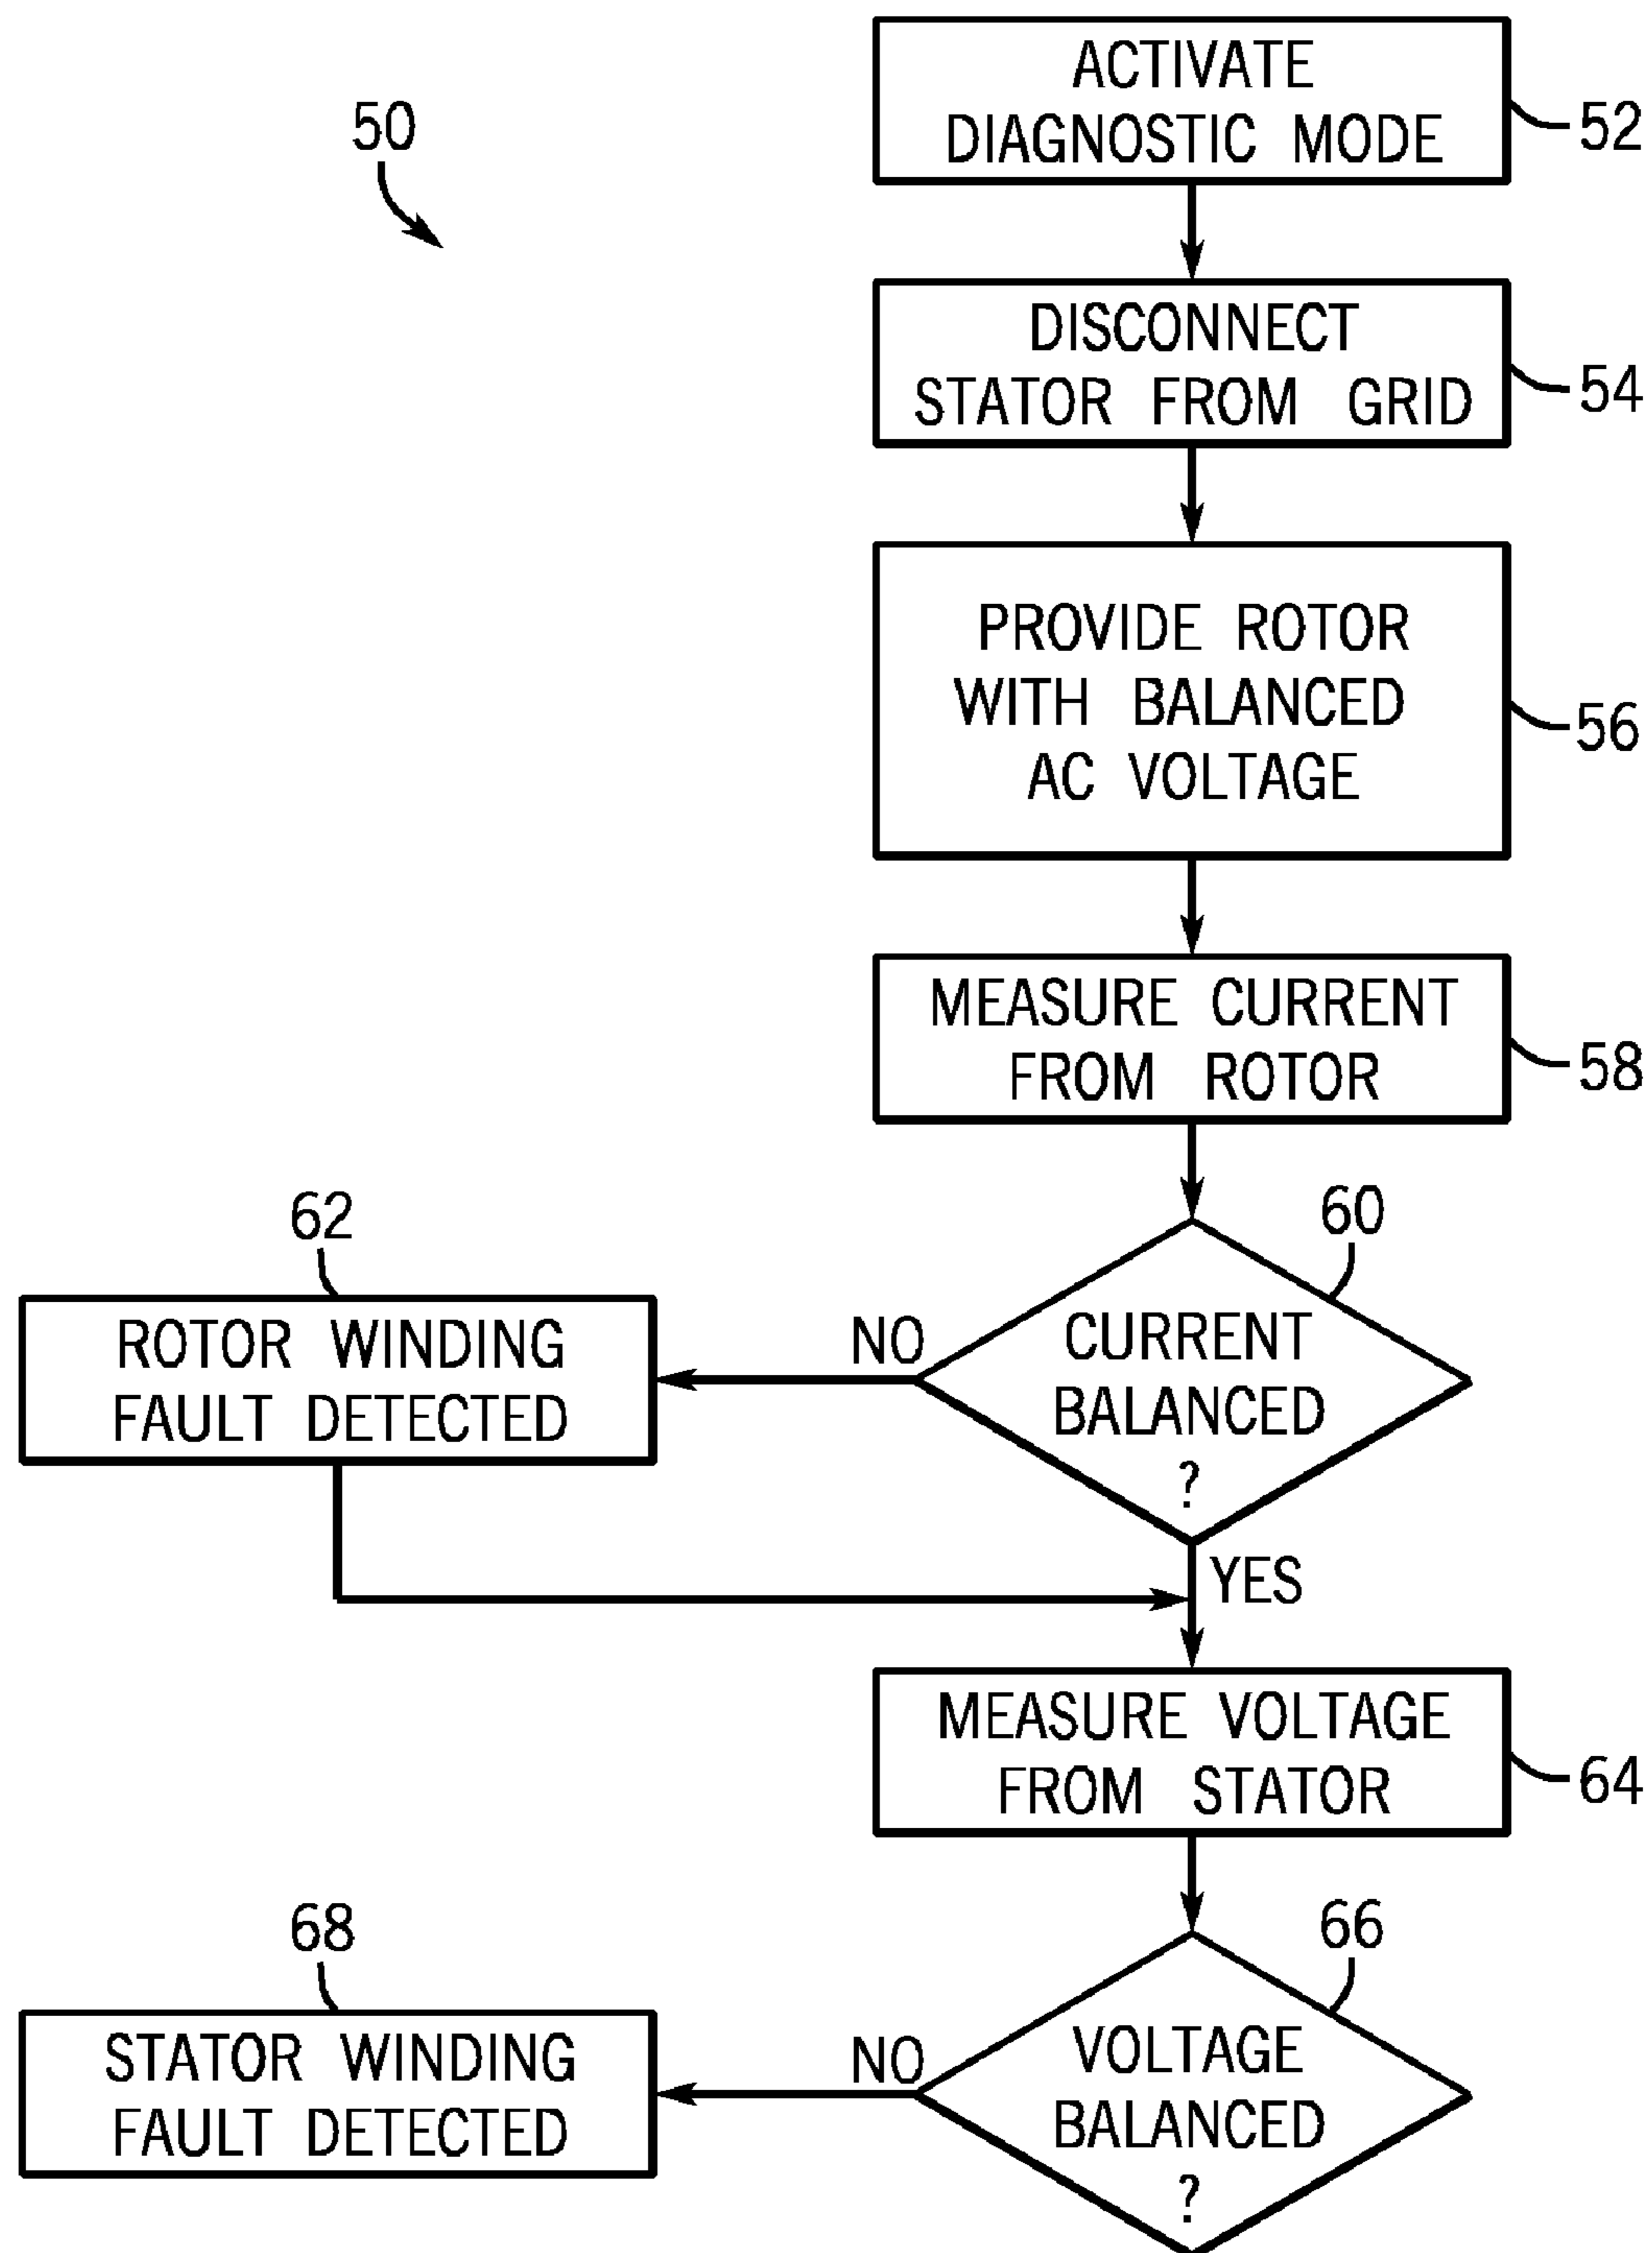 50
ACTIVATE
DIAGNOSTIC MODE
52
DISCONNECT
STATOR FROM GRID
54
PROVIDE ROTOR
WITH BALANCED
AC VOLTAGE
56
MEASURE CURRENT
FROM ROTOR
58
60
CURRENT
BALANCED
?
NO
62
ROTOR WINDING
FAULT DETECTED
YES
MEASURE VOLTAGE
FROM STATOR
64
66
VOLTAGE
BALANCED
?
NO
68
STATOR WINDING
FAULT DETECTED